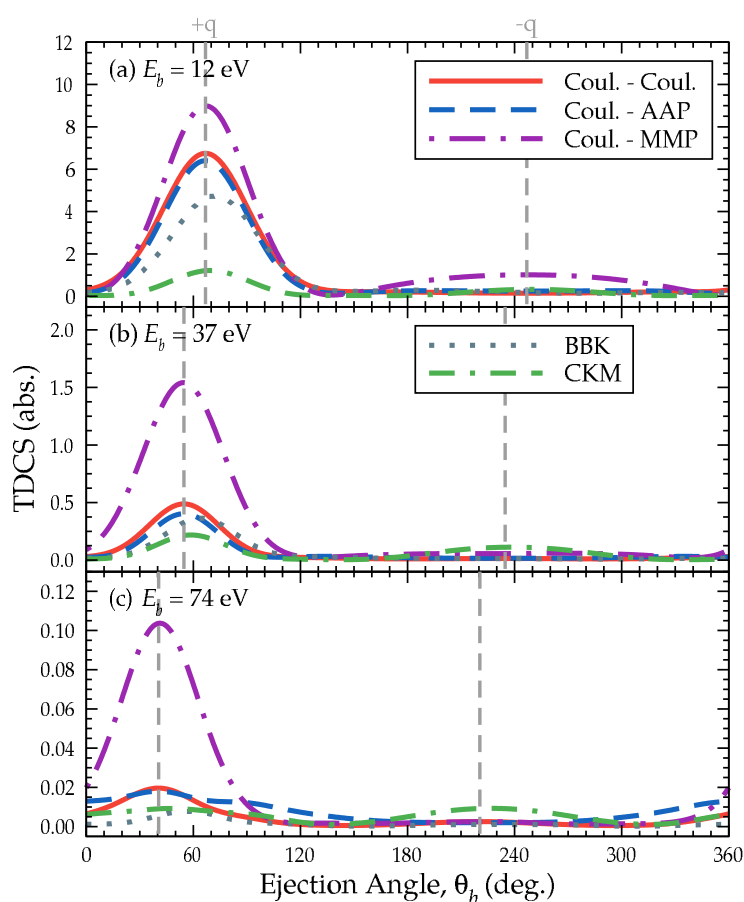 +q -q
12
10
8
6
4
2
0
(a) E_b = 12 eV
Coul. - Coul.
Coul. - AAP
Coul. - MMP
2.0
1.5
1.0
0.5
0.0
(b) E_b = 37 eV
BBK
CKM
TDCS (abs.)
0.12
0.10
0.08
0.06
0.04
0.02
0.00
(c) E_b = 74 eV
0 60 120 180 240 300 360
Ejection Angle, θ_b (deg.)